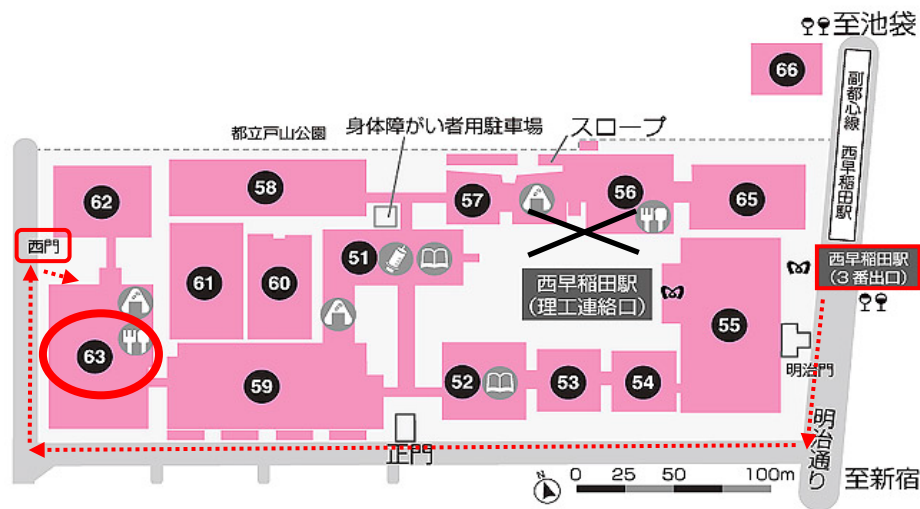 至池袋
66
副都心線 西早稲田駅
都立戸山公園
身体障がい者用駐車場
スロープ
62
58
57
56
65
西門
51
61
60
西早稲田駅
(理工連絡口)
西早稲田駅
(3番出口)
55
63
59
52
53
54
明治門
正門
明治通り
N
0 25 50 100m
至新宿